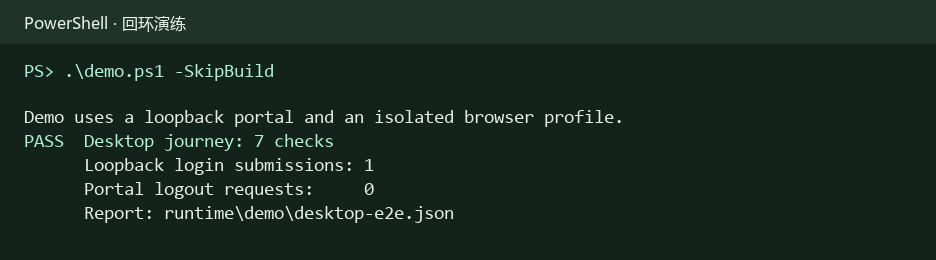 PowerShell · 回环演练
PS> .\demo.ps1 -SkipBuild
Demo uses a loopback portal and an isolated browser profile.
PASS  Desktop journey: 7 checks
      Loopback login submissions: 1
      Portal logout requests:     0
      Report: runtime\demo\desktop-e2e.json